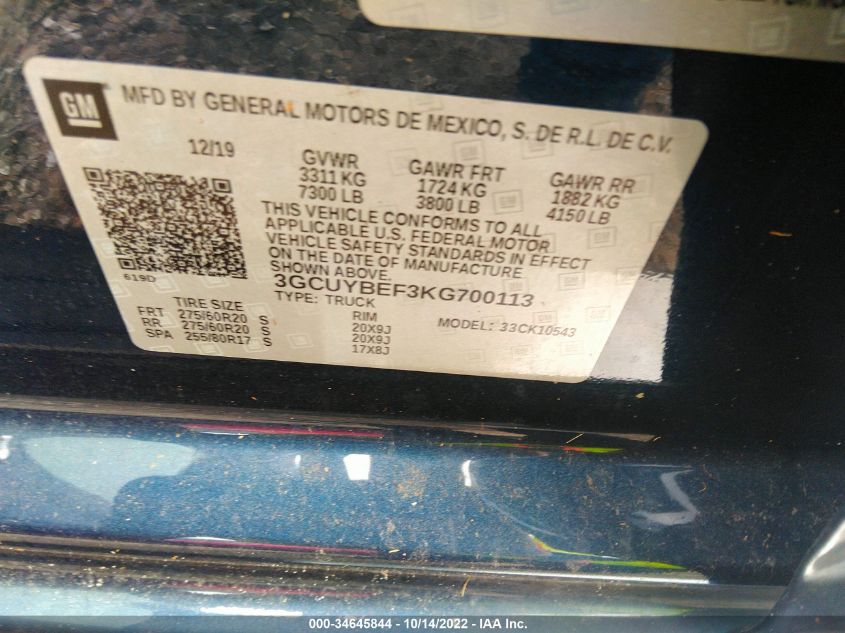 GM
MFD BY GENERAL MOTORS DE MEXICO, S. DE R.L. DE C.V.
12/19 GVWR GAWR FRT GAWR RR
3311 KG 1724 KG 1882 KG
7300 LB 3800 LB 4150 LB
THIS VEHICLE CONFORMS TO ALL
APPLICABLE U.S. FEDERAL MOTOR
VEHICLE SAFETY STANDARDS IN EFFECT
ON THE DATE OF MANUFACTURE
SHOWN ABOVE.
619D
3GCUYBEF3KG700113
TYPE: TRUCK MODEL: 33CK10543
TIRE SIZE RIM
FRT 275/60R20 S 20X9J
RR 275/60R20 S 20X9J
SPA 255/80R17 S 17X8J
000-34645844 - 10/14/2022 - IAA Inc.